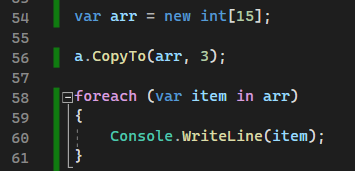 54 var arr = new int[15];
55
56 a.CopyTo(arr, 3);
57
58 foreach (var item in arr)
59 {
60 Console.WriteLine(item);
61 }